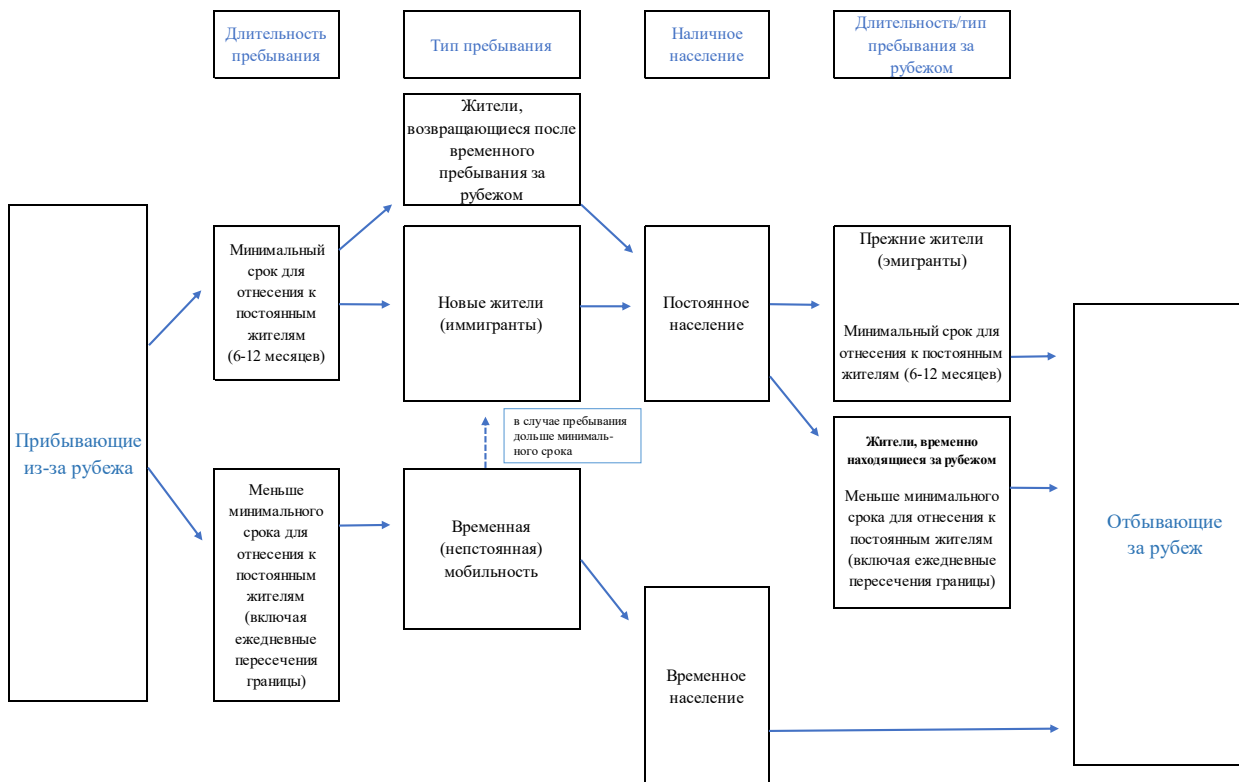 Длительность
пребывания
Тип пребывания
Наличное
население
Длительность/тип
пребывания за
рубежом
Жители,
возвращающиеся после
временного
пребывания за
рубежом
Прибывающие
из-за рубежа
Минимальный
срок для
отнесения к
постоянным
жителям
(6-12 месяцев)
Новые жители
(иммигранты)
Постоянное
население
Прежние жители
(эмигранты)
Минимальный срок для
отнесения к постоянным
жителям (6-12 месяцев)
в случае пребывания
дольше минималь-
ного срока
Жители, временно
находящиеся за рубежом
Меньше минимального
срока для отнесения к
постоянным жителям
(включая ежедневные
пересечения границы)
Меньше
минимального
срока для
отнесения к
постоянным
жителям
(включая
ежедневные
пересечения
границы)
Временная
(непстоянная)
мобильность
Временное
население
Отбывающие
за рубеж